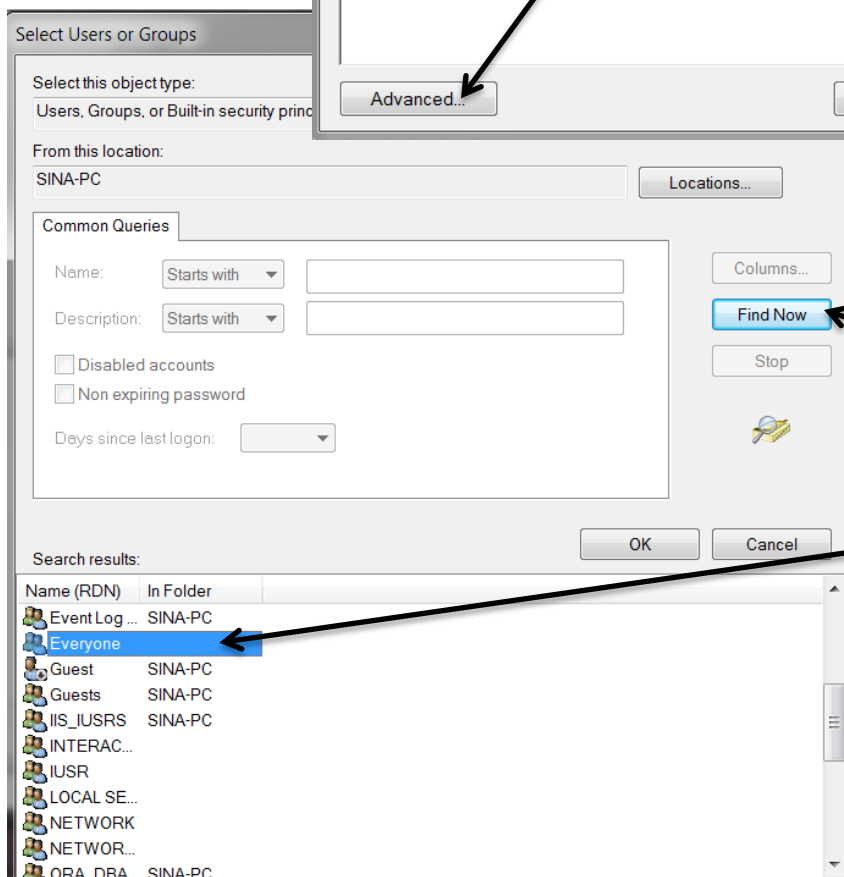 Select Users or Groups
Select this object type:
Users, Groups, or Built-in security princ
Advanced...
From this location:
SINA-PC
Locations...
Common Queries
Name:
Starts with
Columns...
Description:
Starts with
Find Now
Disabled accounts
Stop
Non expiring password
Days since last logon:
OK
Cancel
Search results:
Name (RDN) In Folder
Event Log ... SINA-PC
Everyone
Guest SINA-PC
Guests SINA-PC
IIS_IUSRS SINA-PC
INTERAC...
IUSR
LOCAL SE...
NETWORK
NETWOR...
ORA_DBA SINA-PC